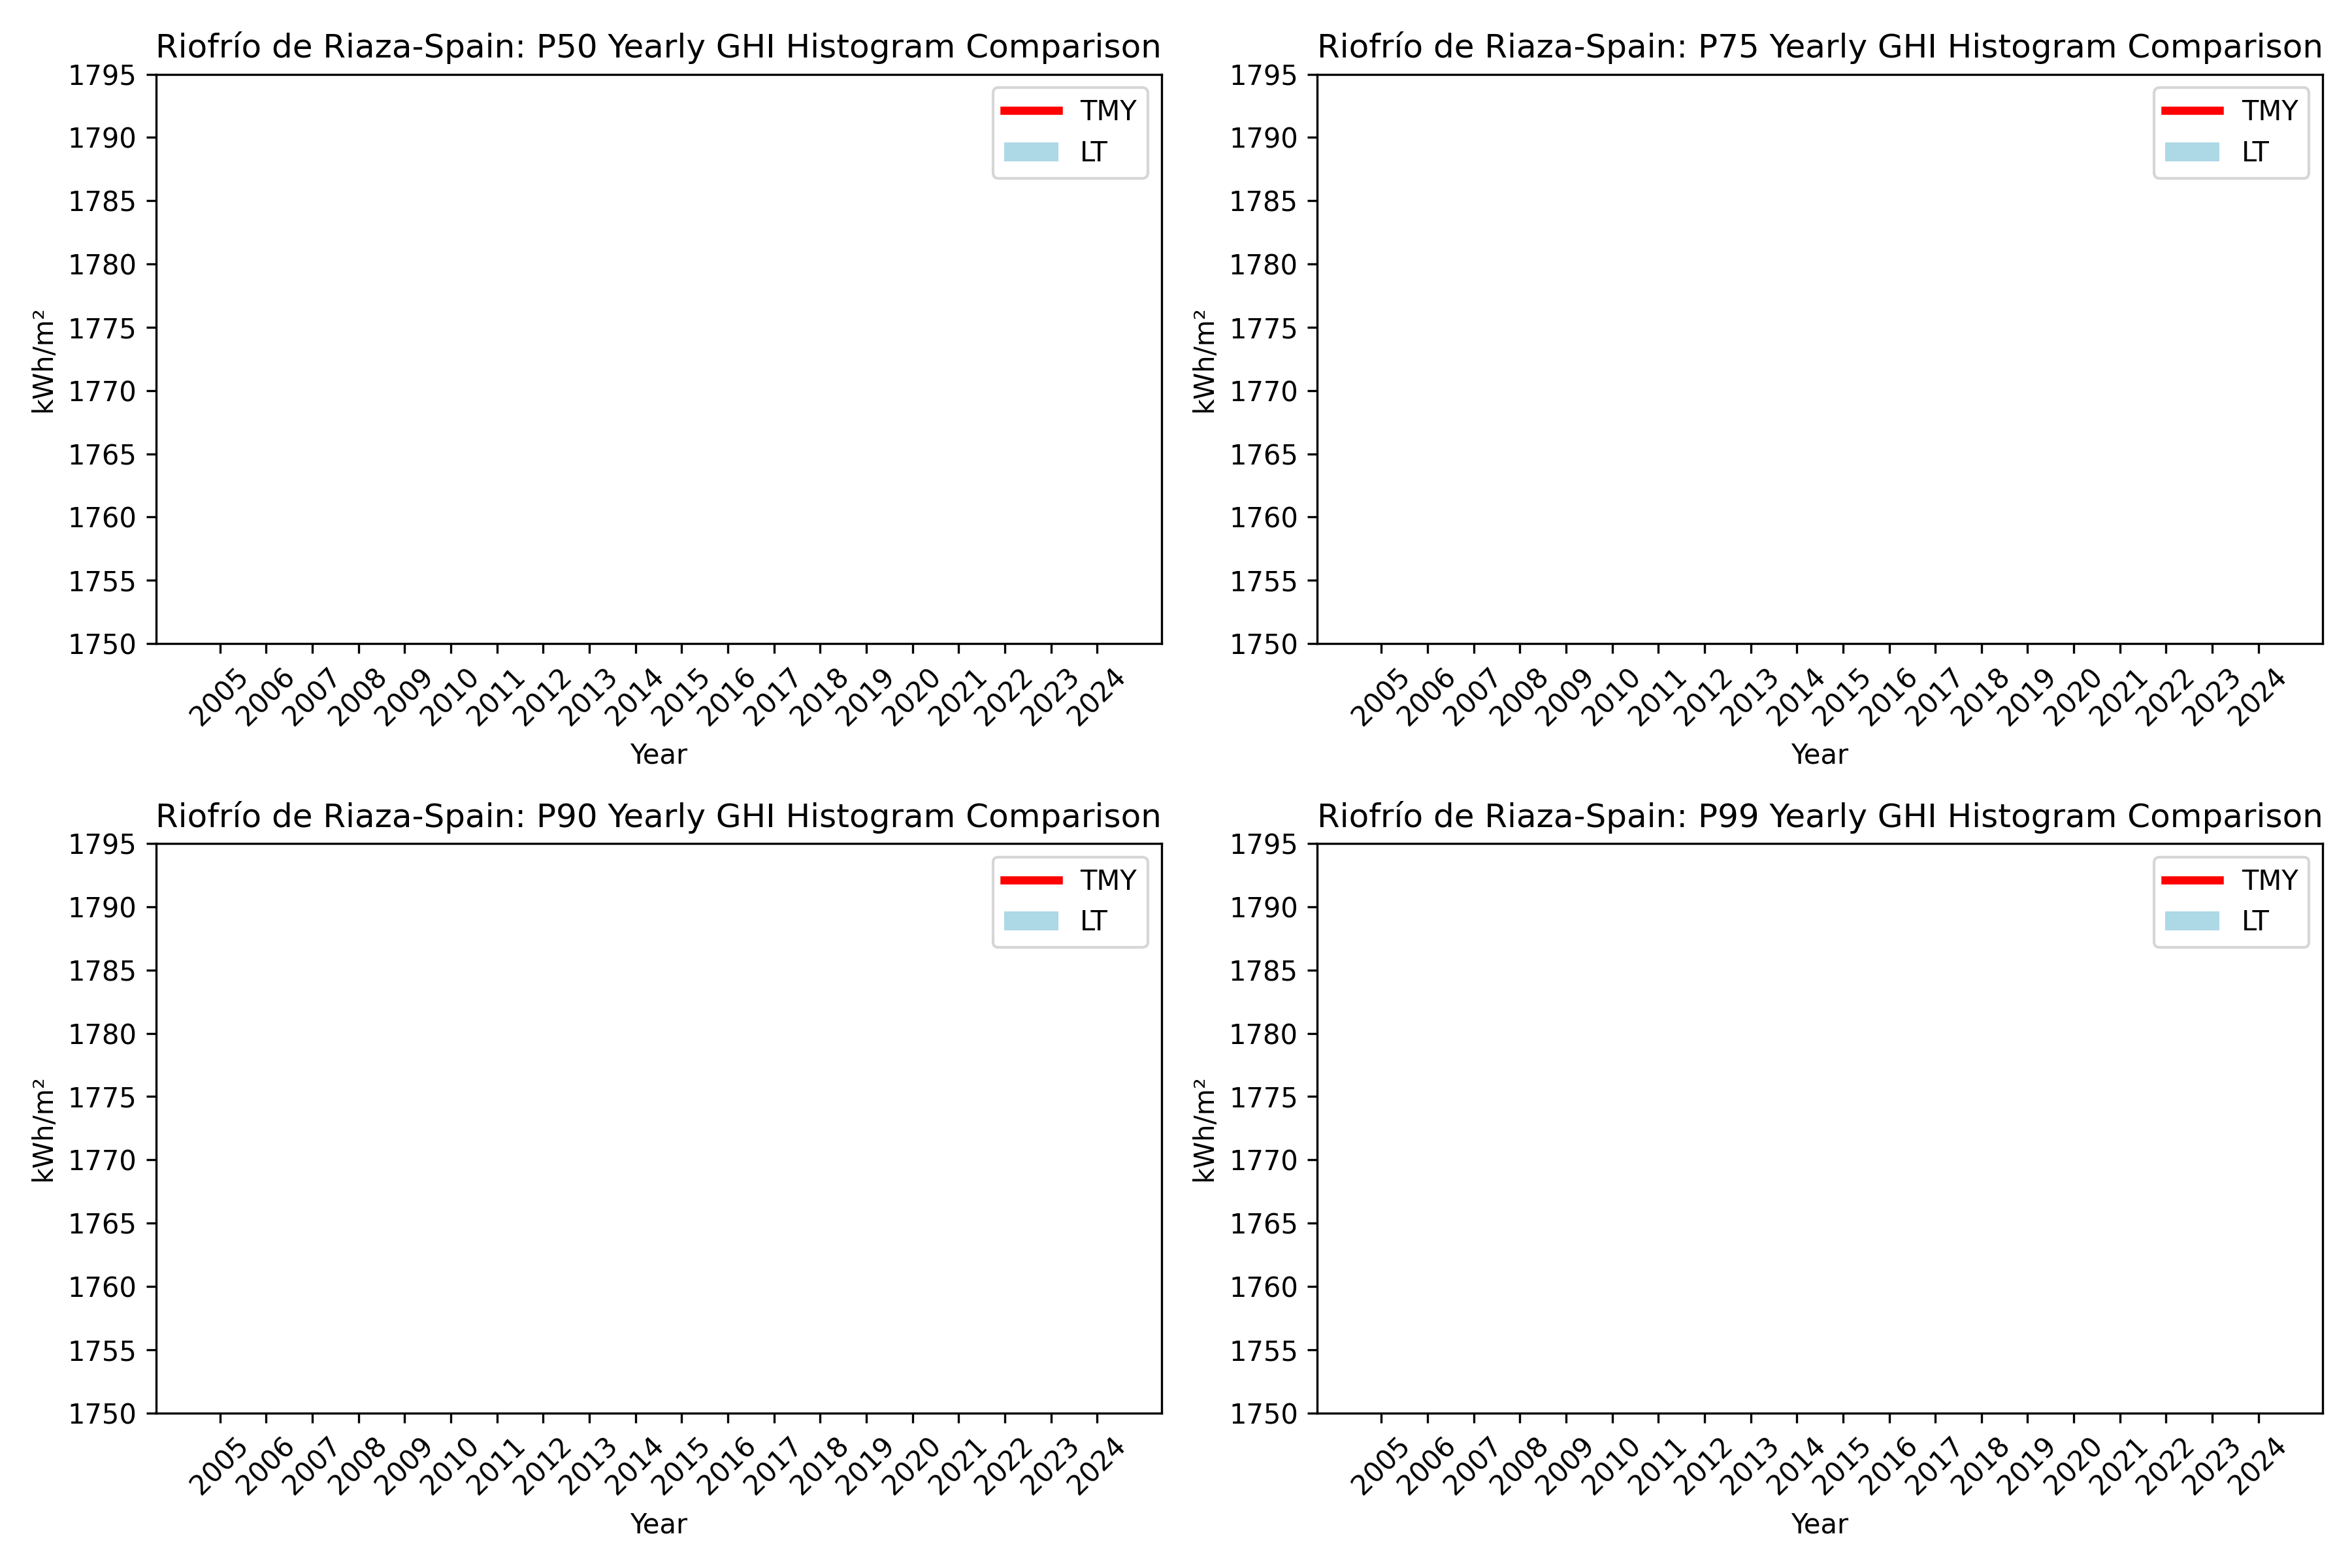 Riofrío de Riaza-Spain: P50 Yearly GHI Histogram Comparison
TMY
LT
kWh/m²
1795
1790
1785
1780
1775
1770
1765
1760
1755
1750
2005 2006 2007 2008 2009 2010 2011 2012 2013 2014 2015 2016 2017 2018 2019 2020 2021 2022 2023 2024
Year
Riofrío de Riaza-Spain: P75 Yearly GHI Histogram Comparison
TMY
LT
kWh/m²
1795
1790
1785
1780
1775
1770
1765
1760
1755
1750
2005 2006 2007 2008 2009 2010 2011 2012 2013 2014 2015 2016 2017 2018 2019 2020 2021 2022 2023 2024
Year
Riofrío de Riaza-Spain: P90 Yearly GHI Histogram Comparison
TMY
LT
kWh/m²
1795
1790
1785
1780
1775
1770
1765
1760
1755
1750
2005 2006 2007 2008 2009 2010 2011 2012 2013 2014 2015 2016 2017 2018 2019 2020 2021 2022 2023 2024
Year
Riofrío de Riaza-Spain: P99 Yearly GHI Histogram Comparison
TMY
LT
kWh/m²
1795
1790
1785
1780
1775
1770
1765
1760
1755
1750
2005 2006 2007 2008 2009 2010 2011 2012 2013 2014 2015 2016 2017 2018 2019 2020 2021 2022 2023 2024
Year